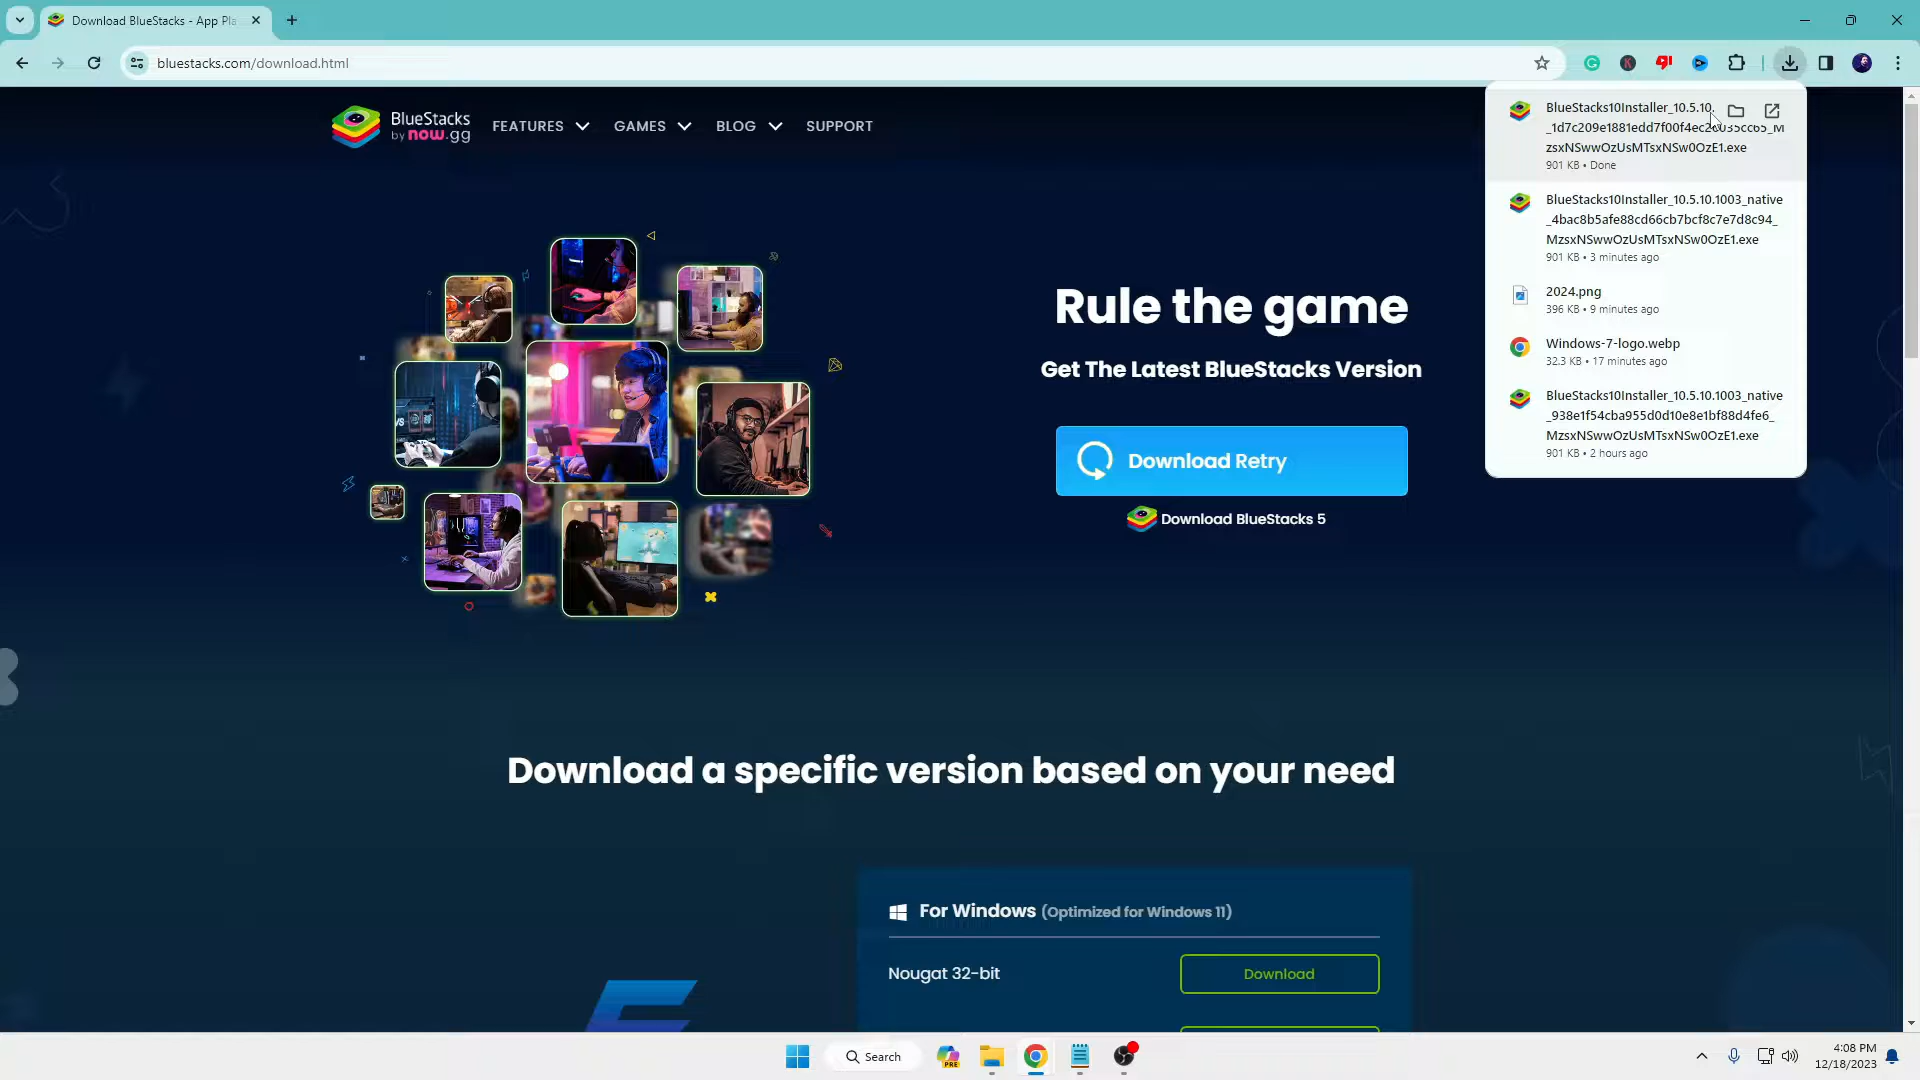 Download BlueStacks - App Pla
bluestacks.com/download.html
BlueStacks
by now.gg
FEATURES
GAMES
BLOG
SUPPORT
BlueStacks10Installer_10.5.10.
MzsxNSwwOzUsMTsxNSw0OzE1.exe
901 KB • Done
BlueStacks10Installer_10.5.10.1003_native
_4bac8b5afe88cd66cb7bcf8c7e7d8c94_
MzsxNSwwOzUsMTsxNSw0OzE1.exe
901 KB • 3 minutes ago
2024.png
396 KB • 9 minutes ago
Windows-7-logo.webp
32.3 KB • 17 minutes ago
BlueStacks10Installer_10.5.10.1003_native
_938e1f54cba955d0d10e8e1bf88d4fe6_
MzsxNSwwOzUsMTsxNSw0OzE1.exe
901 KB • 2 hours ago
Rule the game
Get The Latest BlueStacks Version
Download Retry
Download BlueStacks 5
Download a specific version based on your need
For Windows (Optimized for Windows 11)
Nougat 32-bit
Download
Search
PRE
4:08 PM
12/18/2023